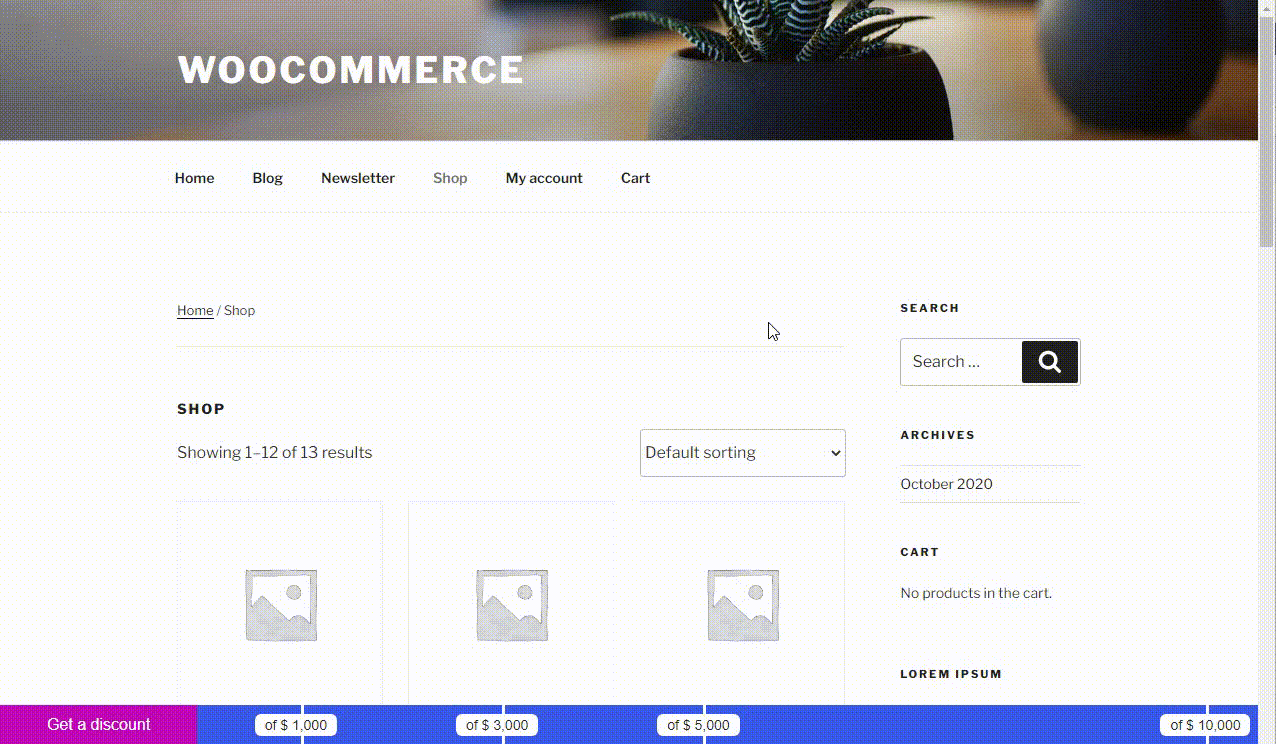 WOOCOMMERCE
Home Blog Newsletter Shop My account Cart
Home / Shop
SHOP
Showing 1–12 of 13 results
Default sorting
SEARCH
Search …
ARCHIVES
October 2020
CART
No products in the cart.
LOREM IPSUM
Get a discount
of $ 1,000
of $ 3,000
of $ 5,000
of $ 10,000